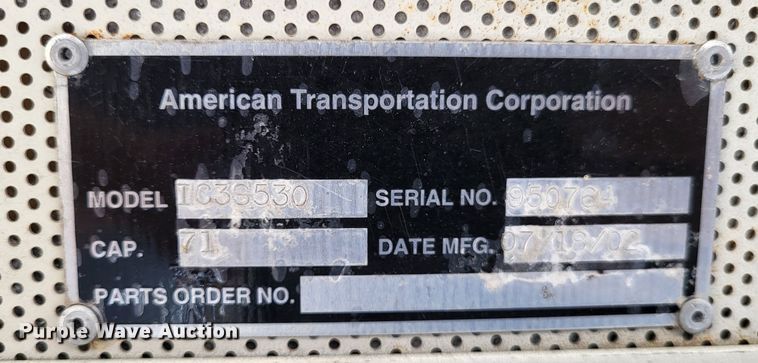 American Transportation Corporation
MODEL IC3S530 SERIAL NO. 950764
CAP. 71 DATE MFG. 07/18/02
PARTS ORDER NO.
Purple Wave Auction